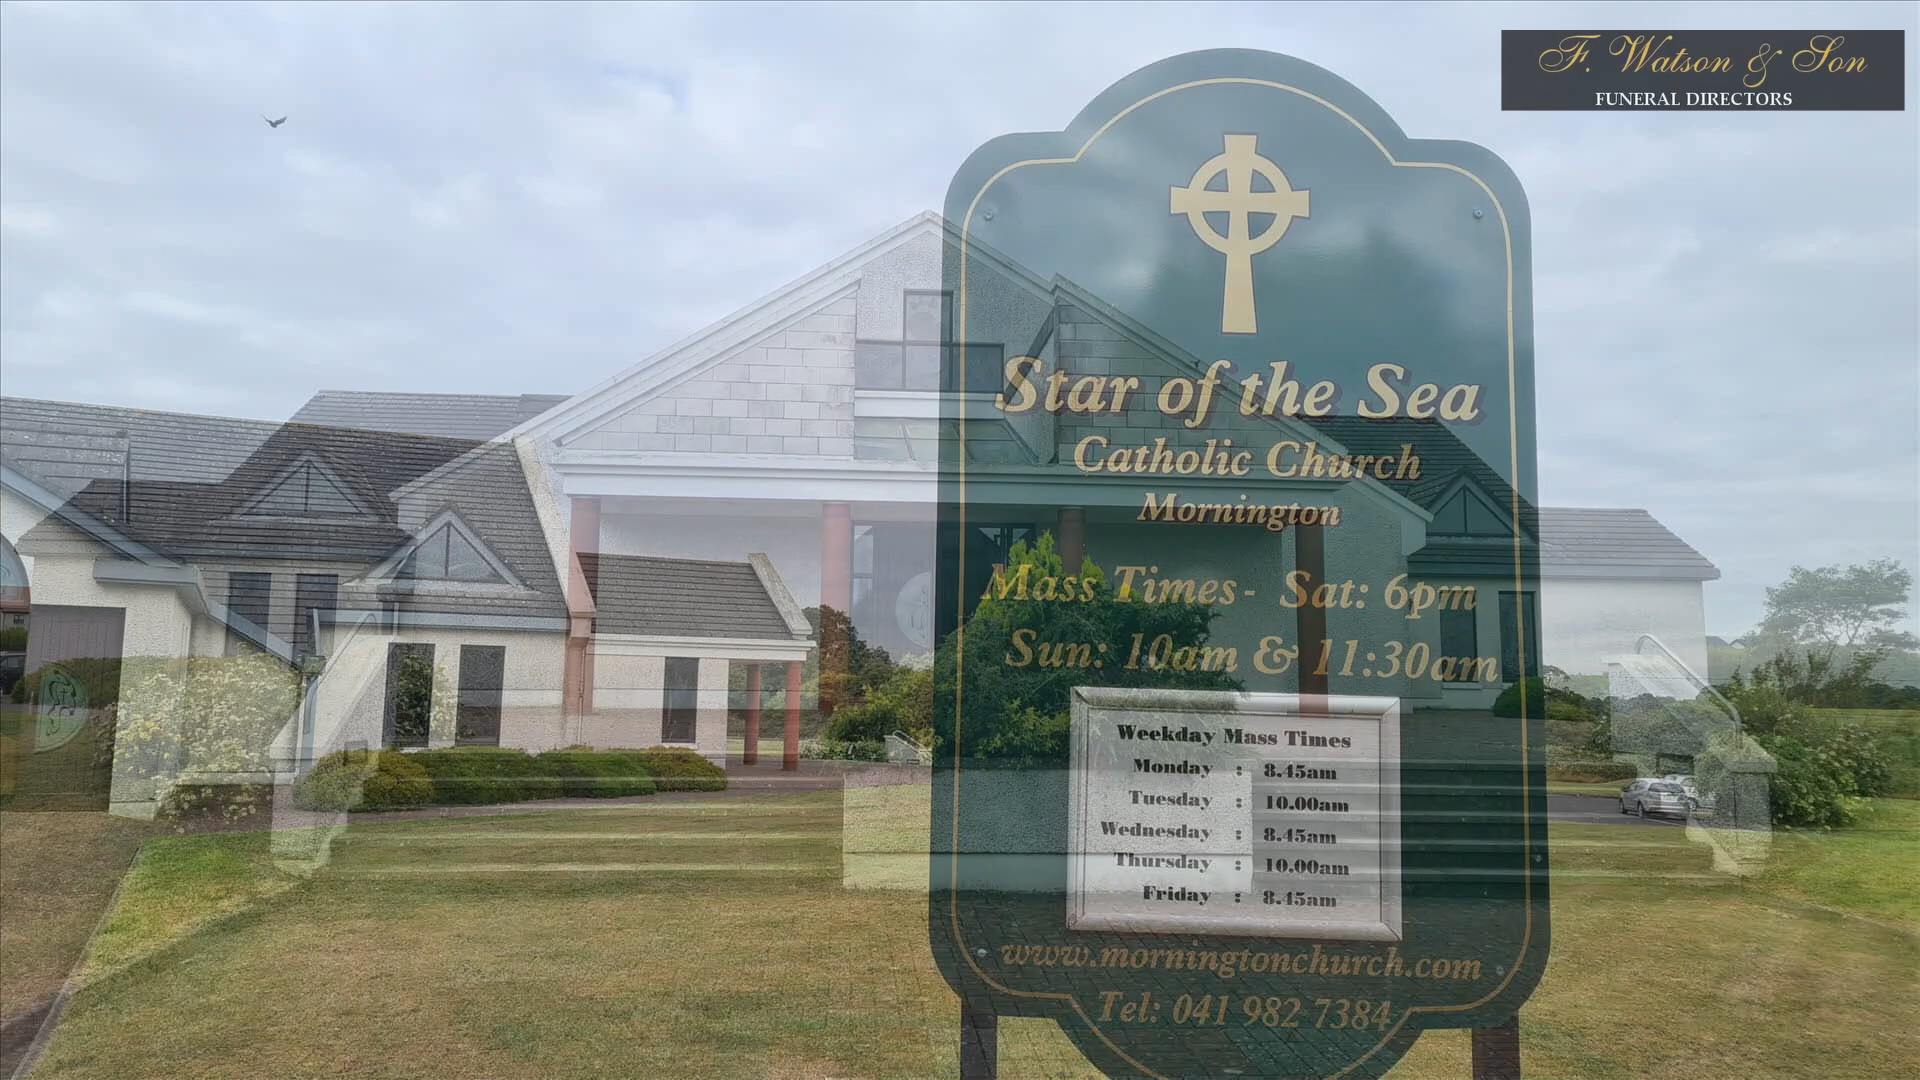 F. Watson & Son
FUNERAL DIRECTORS
Star of the Sea
Catholic Church
Mornington
Mass Times - Sat: 6pm
Sun: 10am & 11:30am
Weekday Mass Times
Monday : 8.45am
Tuesday : 10.00am
Wednesday : 8.45am
Thursday : 10.00am
Friday : 8.45am
www.morningtonchurch.com
Tel: 041 982 7384